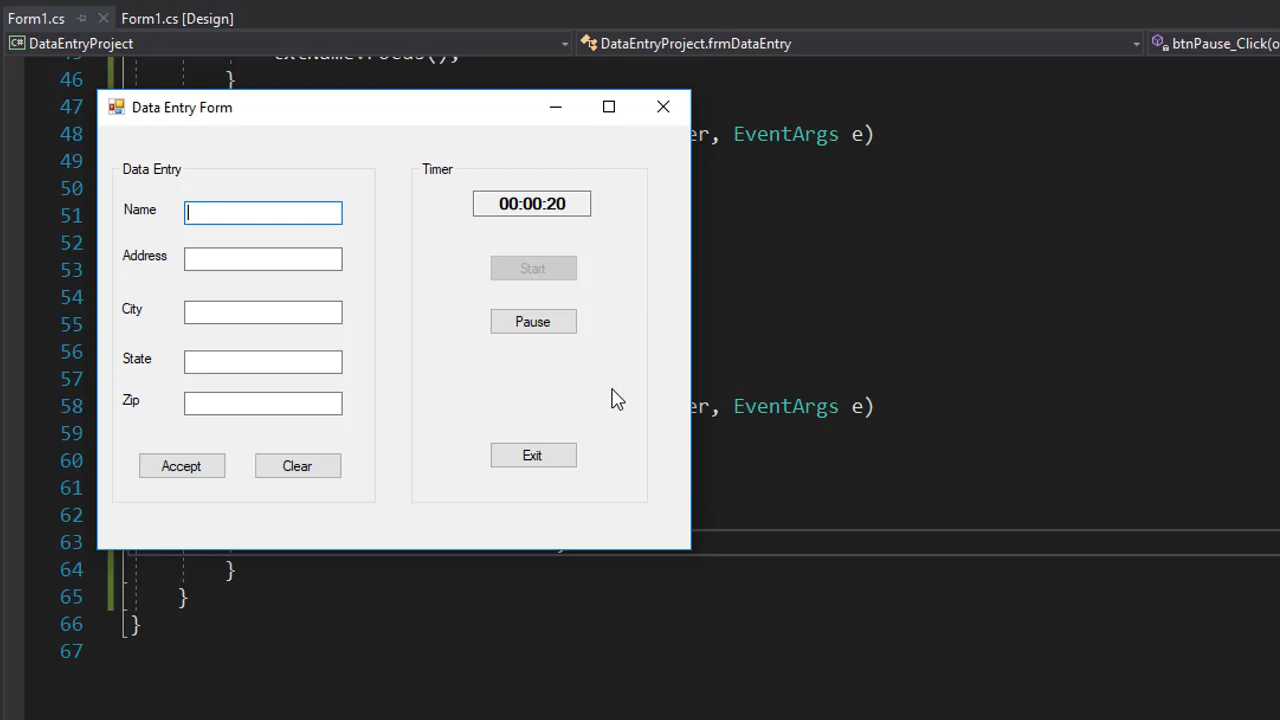 Form1.cs Form1.cs [Design]
DataEntryProject DataEntryProject.frmDataEntry btnPause_Click(o
46 }
47
48 er, EventArgs e)
49
50
51
52
53
54
55
56
57
58 er, EventArgs e)
59
60
61
62
63
64 }
65 }
66 }
67
Data Entry Form
Data Entry
Name
Address
City
State
Zip
Accept Clear
Timer
00:00:20
Start
Pause
Exit